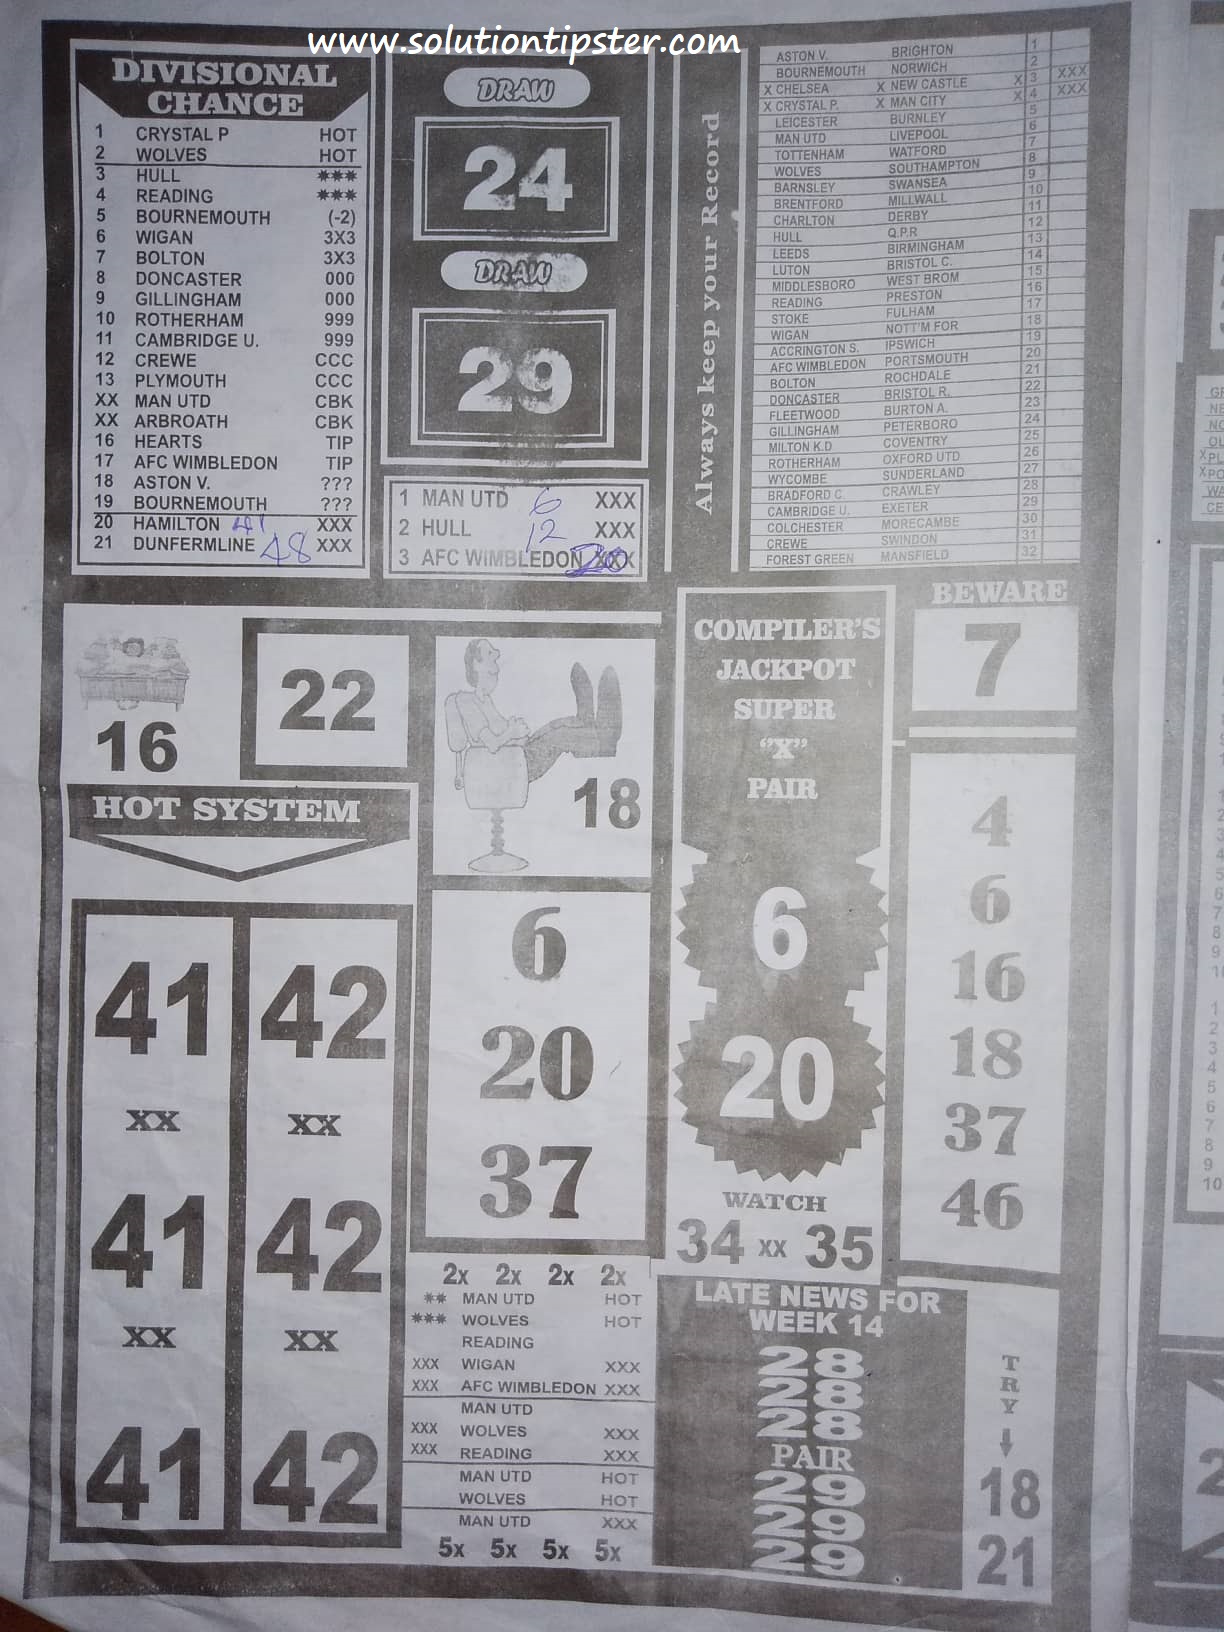 www.solutiontipster.com
DIVISIONAL
CHANCE
1 CRYSTAL P HOT
2 WOLVES HOT
3 HULL ***
4 READING ***
5 BOURNEMOUTH (-2)
6 WIGAN 3X3
7 BOLTON 3X3
8 DONCASTER 000
9 GILLINGHAM 000
10 ROTHERHAM 999
11 CAMBRIDGE U. 999
12 CREWE CCC
13 PLYMOUTH CCC
XX MAN UTD CBK
XX ARBROATH CBK
16 HEARTS TIP
17 AFC WIMBLEDON TIP
18 ASTON V. ???
19 BOURNEMOUTH ???
20 HAMILTON 41 XXX
21 DUNFERMLINE 48 XXX
DRAW
24
DRAW
29
1 MAN UTD 6 XXX
2 HULL 12 XXX
3 AFC WIMBLEDON 20 XXX
Always keep your Record
ASTON V. BRIGHTON 1
BOURNEMOUTH NORWICH 2
X CHELSEA X NEW CASTLE X 3 XXX
X CRYSTAL P. X MAN CITY X 4 XXX
LEICESTER BURNLEY 5
MAN UTD LIVEPOOL 6
TOTTENHAM WATFORD 7
WOLVES SOUTHAMPTON 8
BARNSLEY SWANSEA 9
BRENTFORD MILLWALL 10
CHARLTON DERBY 11
HULL Q.P.R 12
LEEDS BIRMINGHAM 13
LUTON BRISTOL C. 14
MIDDLESBORO WEST BROM 15
READING PRESTON 16
STOKE FULHAM 17
WIGAN NOTT'M FOR 18
ACCRINGTON S. IPSWICH 19
AFC WIMBLEDON PORTSMOUTH 20
BOLTON ROCHDALE 21
DONCASTER BRISTOL R. 22
FLEETWOOD BURTON A. 23
GILLINGHAM PETERBORO 24
MILTON K.D COVENTRY 25
ROTHERHAM OXFORD UTD 26
WYCOMBE SUNDERLAND 27
BRADFORD C. CRAWLEY 28
CAMBRIDGE U. EXETER 29
COLCHESTER MORECAMBE 30
CREWE SWINDON 31
FOREST GREEN MANSFIELD 32
16
22
18
HOT SYSTEM
41 42
XX XX
41 42
XX XX
41 42
6
20
37
2x 2x 2x 2x
** MAN UTD HOT
*** WOLVES HOT
READING
XXX WIGAN XXX
XXX AFC WIMBLEDON XXX
MAN UTD
XXX WOLVES XXX
XXX READING XXX
MAN UTD HOT
WOLVES HOT
MAN UTD XXX
5x 5x 5x 5x
COMPILER'S
JACKPOT
SUPER
"X"
PAIR
6
20
WATCH
34 XX 35
BEWARE
7
4
6
16
18
37
46
LATE NEWS FOR
WEEK 14
28
28
28
PAIR
29
29
29
TRY
18
21